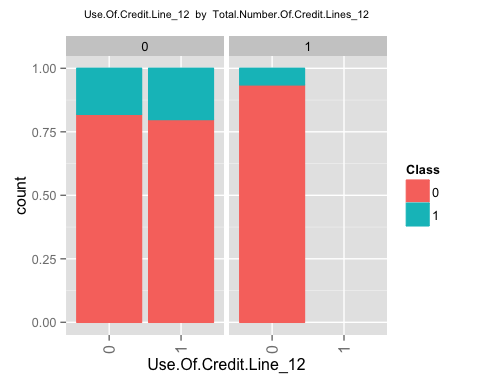 Use.Of.Credit.Line_12 by Total.Number.Of.Credit.Lines_12
0 1
1.00
0.75
0.50
0.25
0.00
count
0 1 0 1
Use.Of.Credit.Line_12
Class
0
1